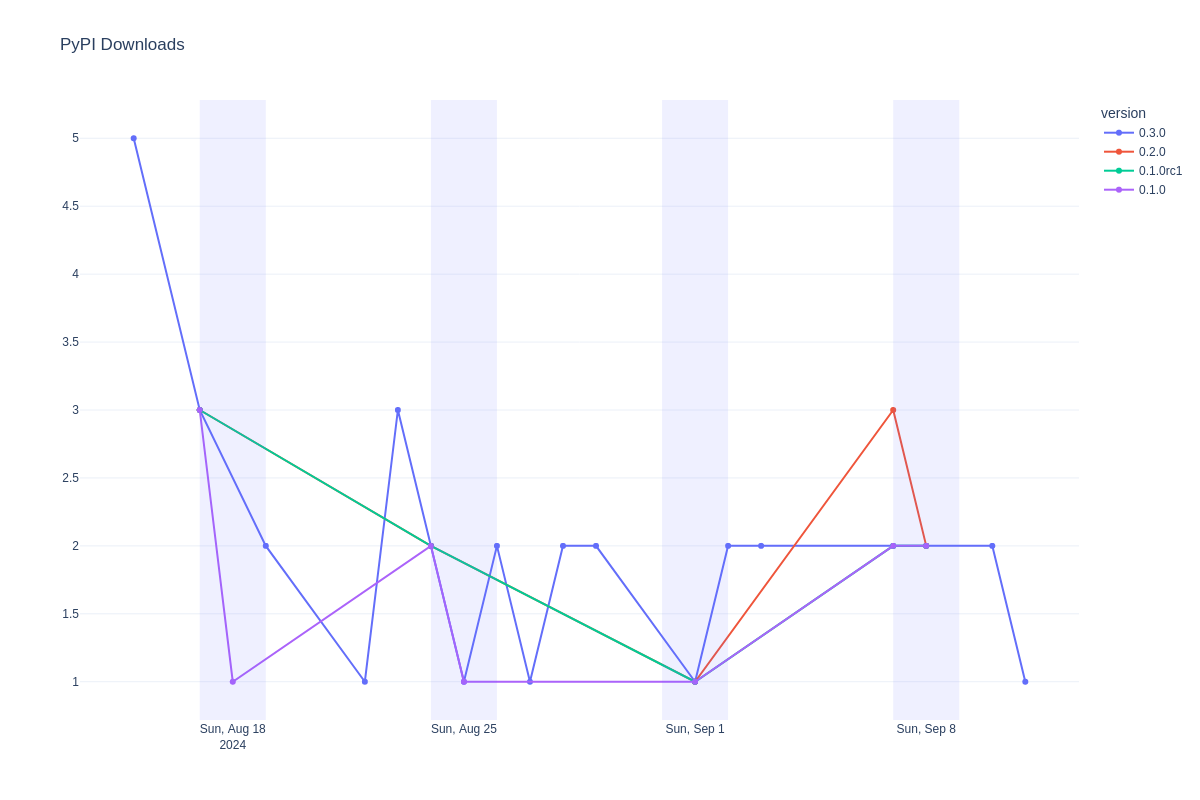 PyPI Downloads
5
4.5
4
3.5
3
2.5
2
1.5
1
Sun, Aug 18
2024
Sun, Aug 25
Sun, Sep 1
Sun, Sep 8
version
0.3.0
0.2.0
0.1.0rc1
0.1.0